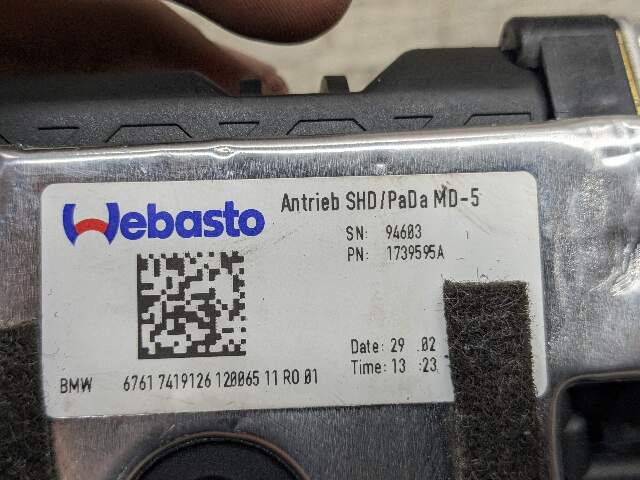 Webasto
Antrieb SHD/PaDa MD-5
SN: 94603
PN: 1739595A
Date: 29 02
Time: 13 :23
BMW 6761 7419126 120065 11 R0 01